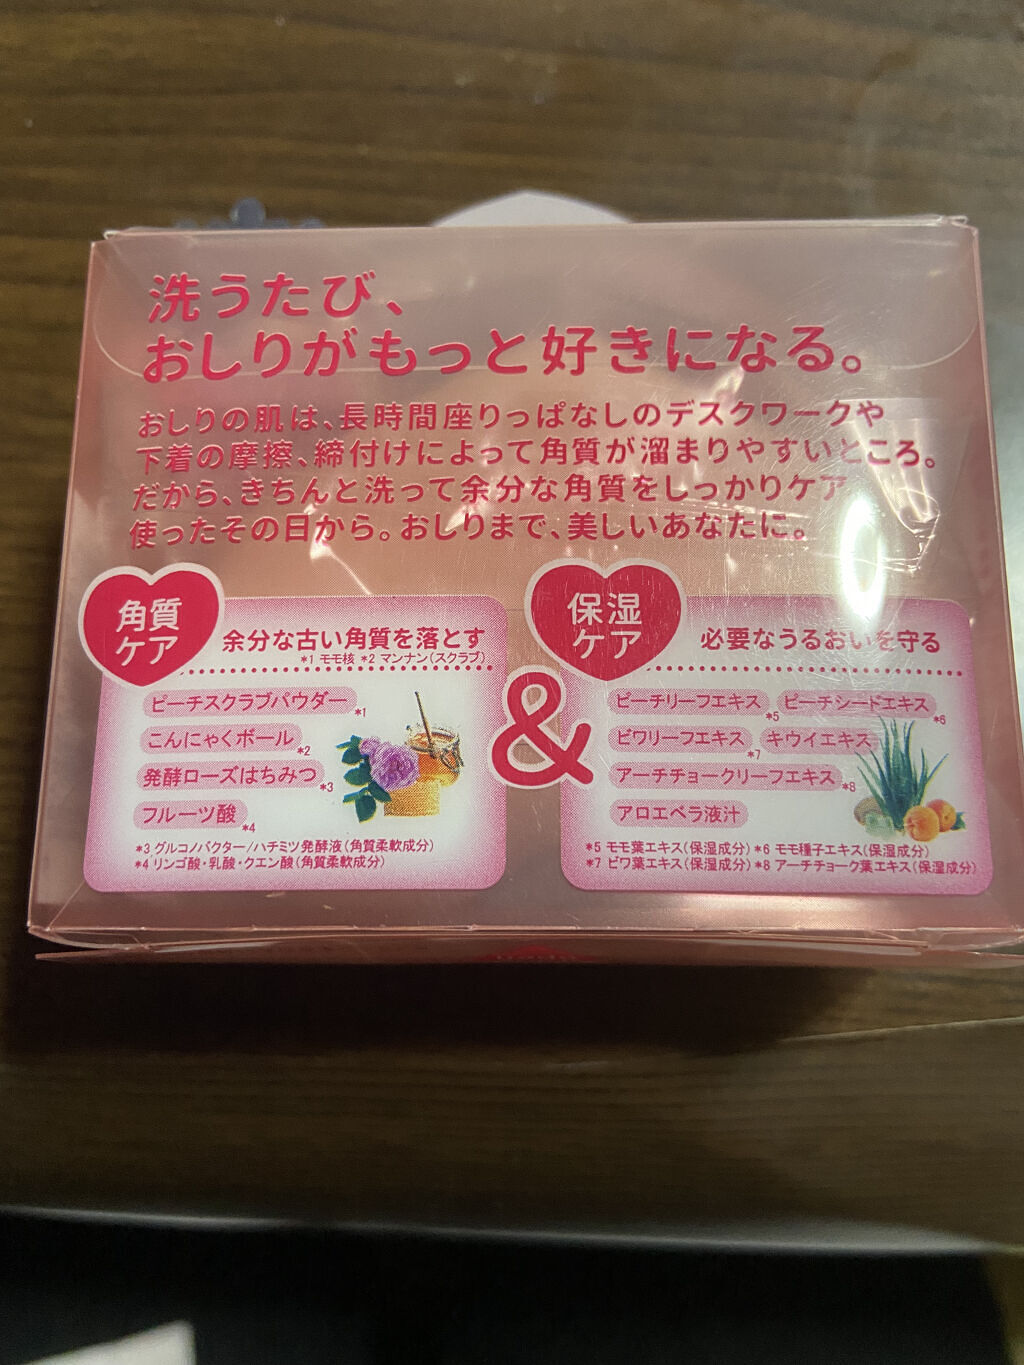 洗うたび、
おしりがもっと好きになる。
おしりの肌は、長時間座りっぱなしのデスクワークや
下着の摩擦、締付けによって角質が溜まりやすいところ。
だから、きちんと洗って余分な角質をしっかりケア
使ったその日から。おしりまで、美しいあなたに。
角質
ケア
余分な古い角質を落とす
*1 モモ核 *2 マンナン(スクラブ)
ピーチスクラブパウダー*1
こんにゃくボール*2
発酵ローズはちみつ*3
フルーツ酸*4
*3 グルコノバクター/ハチミツ発酵液(角質柔軟成分)
*4 リンゴ酸・乳酸・クエン酸(角質柔軟成分)
&
保湿
ケア
必要なうるおいを守る
ピーチリーフエキス*5 ピーチシードエキス*6
ビワリーフエキス*7 キウイエキス
アーチチョークリーフエキス*8
アロエベラ液汁
*5 モモ葉エキス(保湿成分) *6 モモ種子エキス(保湿成分)
*7 ビワ葉エキス(保湿成分) *8 アーチチョーク葉エキス(保湿成分)